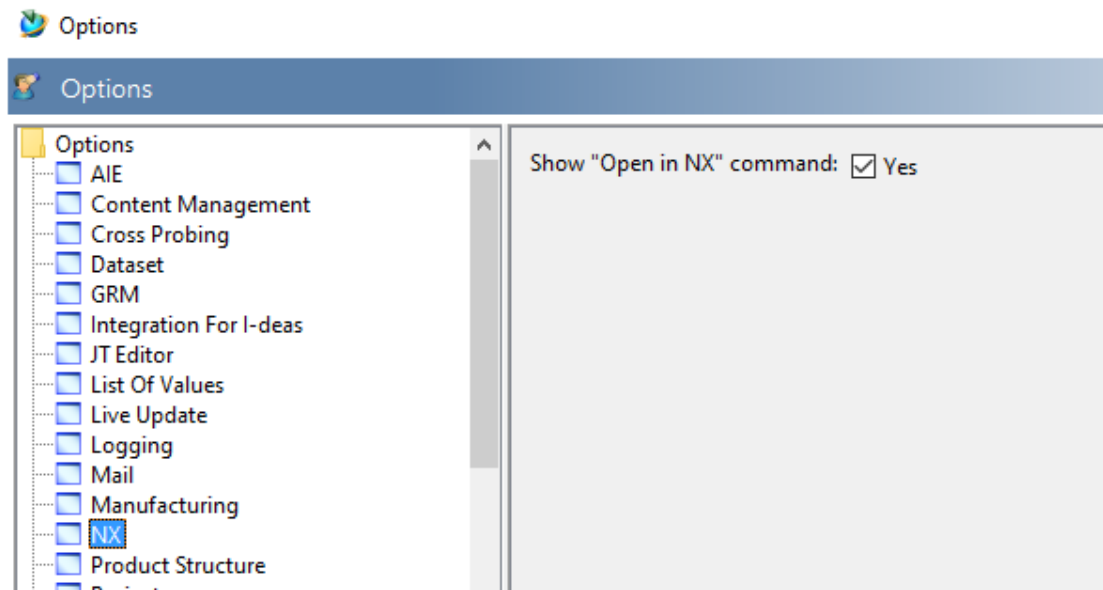 Options
Options
Options
AIE
Content Management
Cross Probing
Dataset
GRM
Integration For I-deas
JT Editor
List Of Values
Live Update
Logging
Mail
Manufacturing
NX
Product Structure
Show "Open in NX" command: Yes